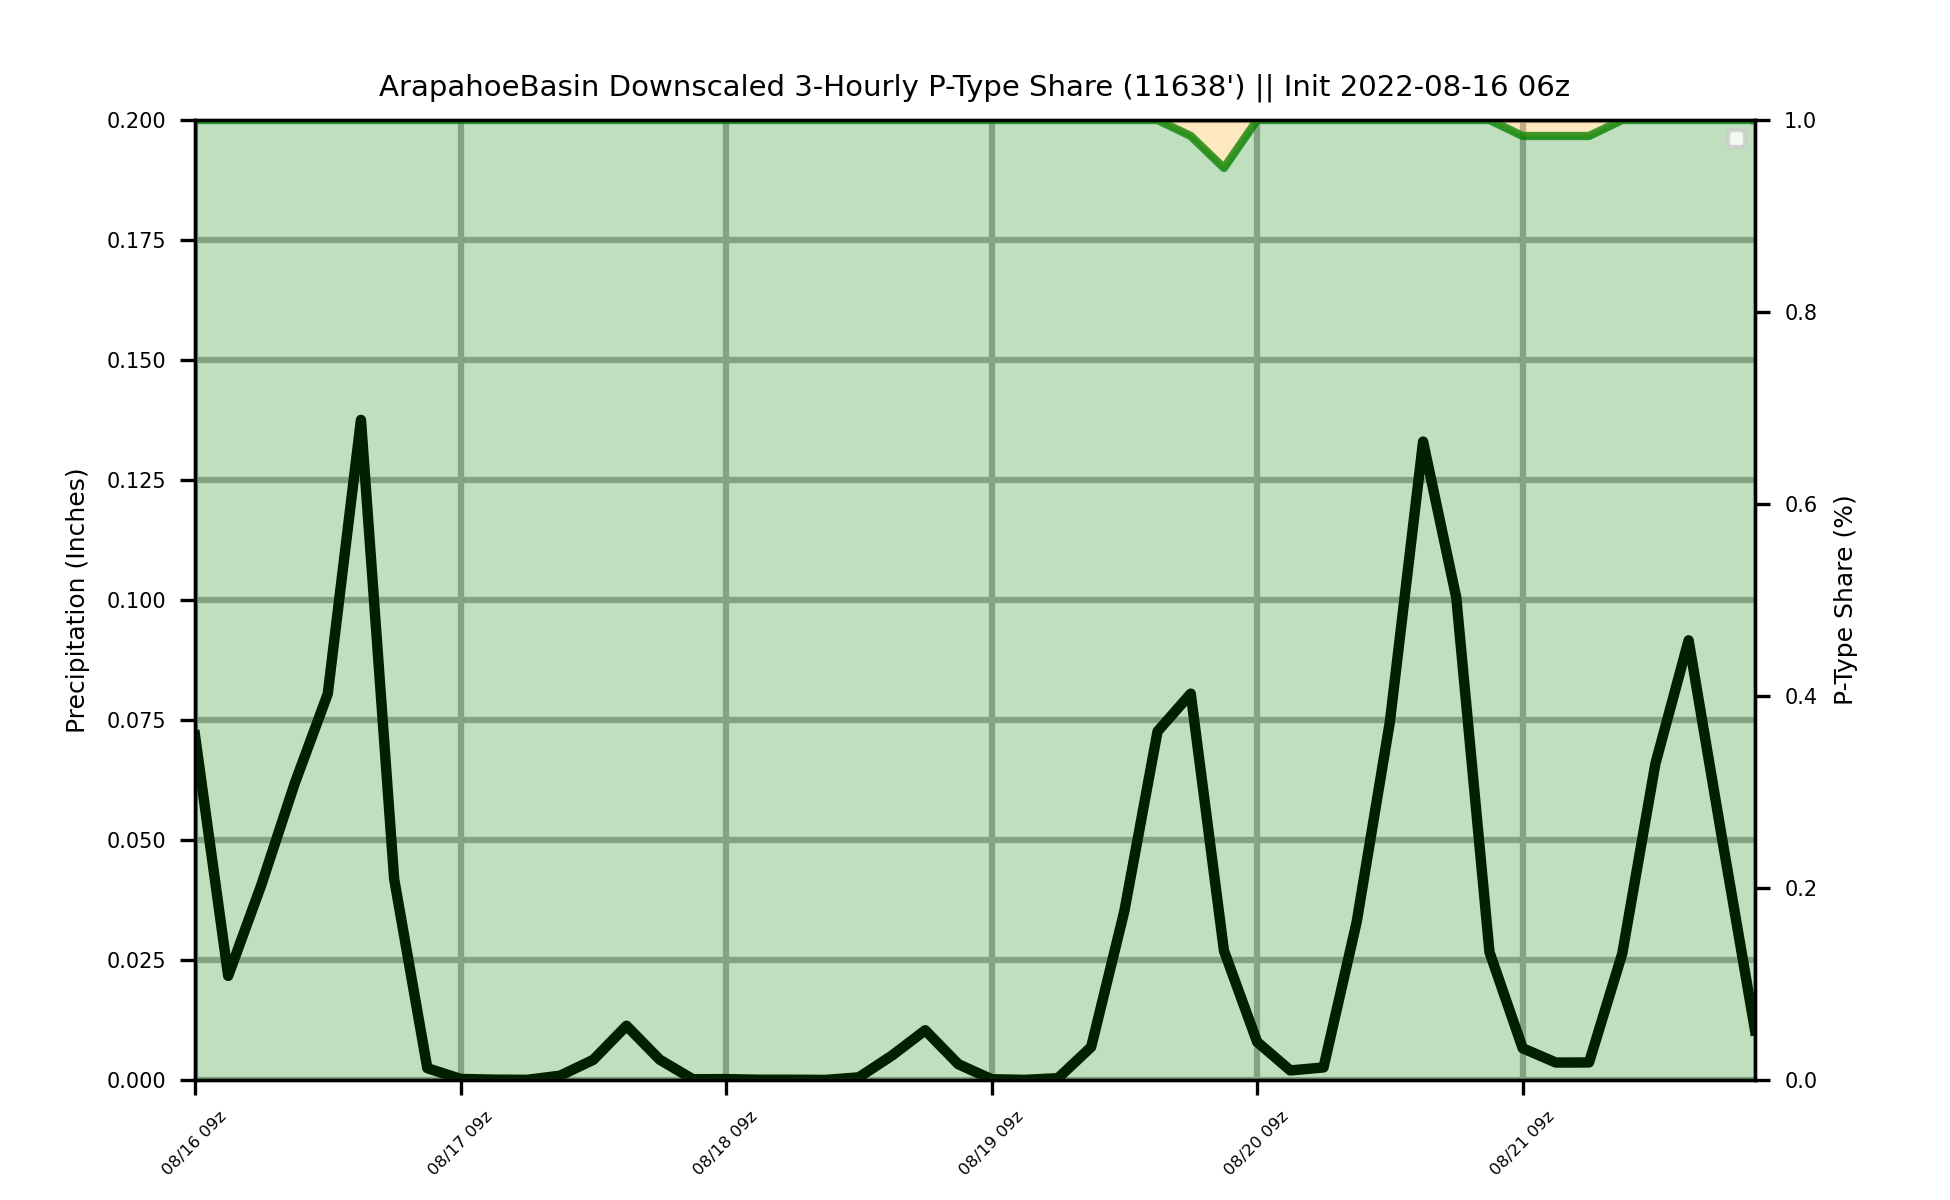 ArapahoeBasin Downscaled 3-Hourly P-Type Share (11638') || Init 2022-08-16 06z
0.200
0.175
0.150
0.125
0.100
0.075
0.050
0.025
0.000
Precipitation (Inches)
1.0
0.8
0.6
0.4
0.2
0.0
P-Type Share (%)
08/16 09z
08/17 09z
08/18 09z
08/19 09z
08/20 09z
08/21 09z